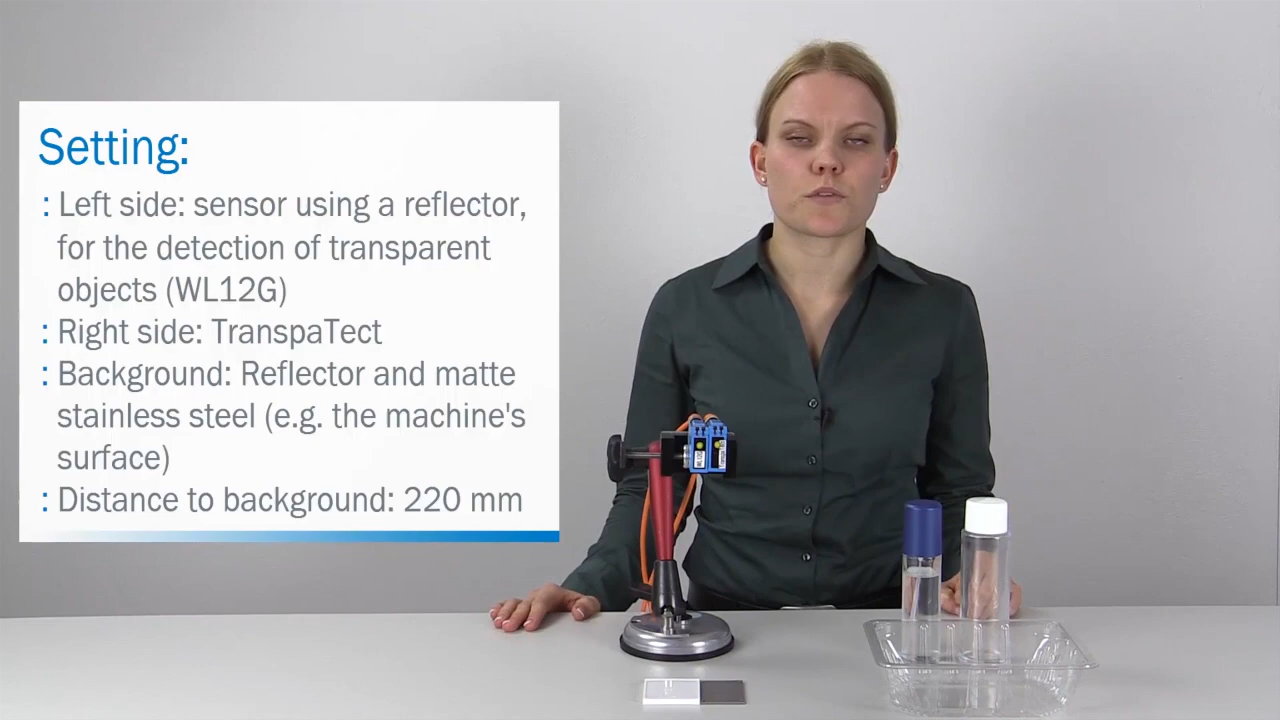 Setting:
: Left side: sensor using a reflector,
for the detection of transparent
objects (WL12G)
: Right side: TranspaTect
: Background: Reflector and matte
stainless steel (e.g. the machine's
surface)
: Distance to background: 220 mm
WL12G